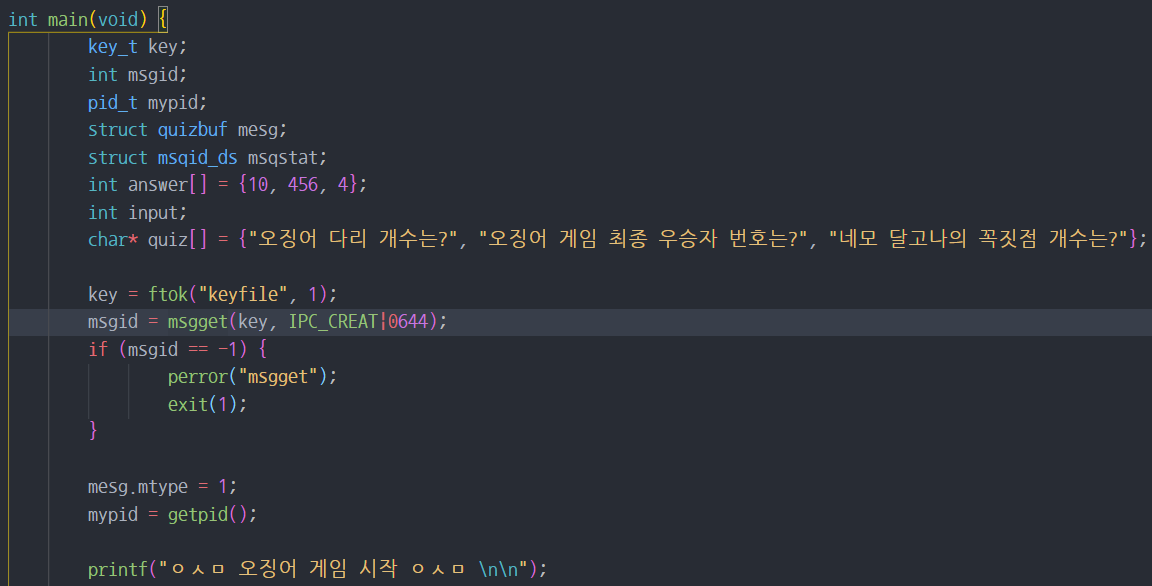 int main(void) {
key_t key;
int msgid;
pid_t mypid;
struct quizbuf mesg;
struct msqid_ds msqstat;
int answer[] = {10, 456, 4};
int input;
char* quiz[] = {"오징어 다리 개수는?", "오징어 게임 최종 우승자 번호는?", "네모 달고나의 꼭짓점 개수는?"};
key = ftok("keyfile", 1);
msgid = msgget(key, IPC_CREAT|0644);
if (msgid == -1) {
perror("msgget");
exit(1);
}
mesg.mtype = 1;
mypid = getpid();
printf("ㅇㅅㅁ 오징어 게임 시작 ㅇㅅㅁ \n\n");